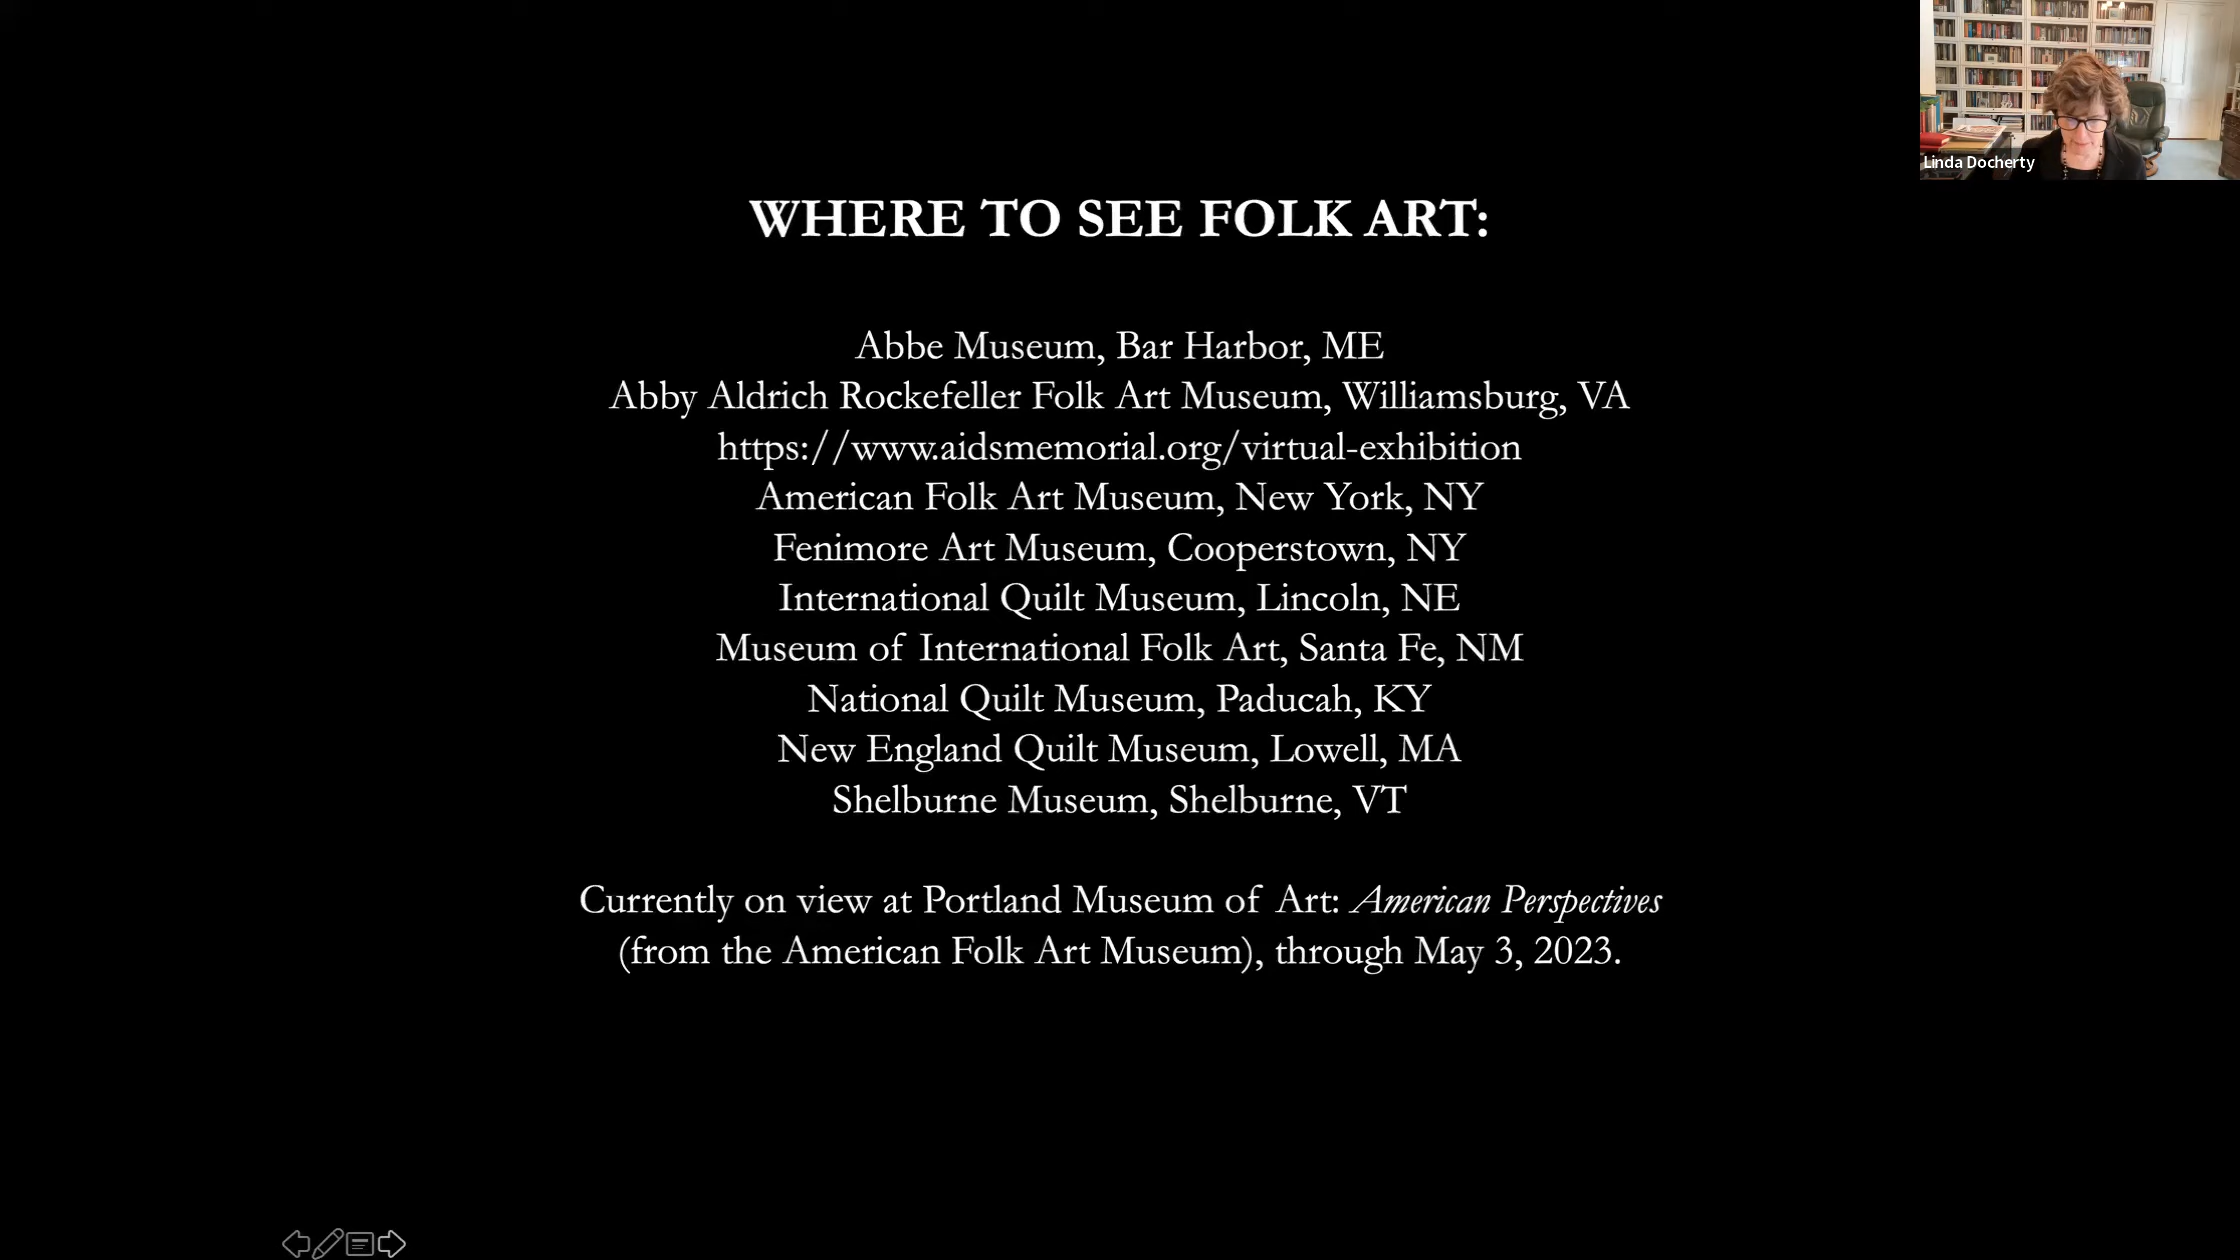 Linda Docherty
WHERE TO SEE FOLK ART:
Abbe Museum, Bar Harbor, ME
Abby Aldrich Rockefeller Folk Art Museum, Williamsburg, VA
https://www.aidsmemorial.org/virtual-exhibition
American Folk Art Museum, New York, NY
Fenimore Art Museum, Cooperstown, NY
International Quilt Museum, Lincoln, NE
Museum of International Folk Art, Santa Fe, NM
National Quilt Museum, Paducah, KY
New England Quilt Museum, Lowell, MA
Shelburne Museum, Shelburne, VT
Currently on view at Portland Museum of Art: American Perspectives
(from the American Folk Art Museum), through May 3, 2023.